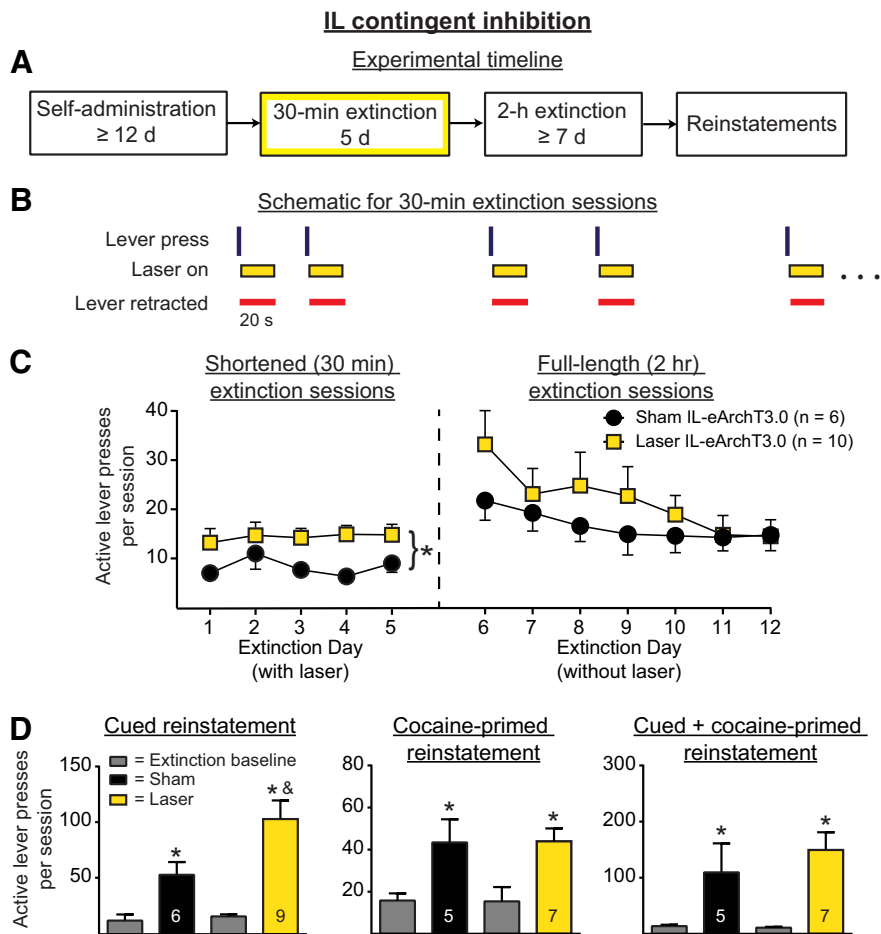 IL contingent inhibition
A
Experimental timeline
Self-administration
≥ 12 d
30-min extinction
5 d
2-h extinction
≥ 7 d
Reinstatements
B
Schematic for 30-min extinction sessions
Lever press
Laser on
Lever retracted
20 s
. . .
C
Shortened (30 min)
extinction sessions
Full-length (2 hr)
extinction sessions
Active lever presses
per session
40
30
20
10
Sham IL-eArchT3.0 (n = 6)
Laser IL-eArchT3.0 (n = 10)
} *
1 2 3 4 5
Extinction Day
(with laser)
6 7 8 9 10 11 12
Extinction Day
(without laser)
D
Cued reinstatement
Active lever presses
per session
= Extinction baseline
= Sham
= Laser
150
100
50
*
* &
6
9
Cocaine-primed
reinstatement
80
60
40
20
*
*
5
7
Cued + cocaine-primed
reinstatement
300
200
100
*
*
5
7